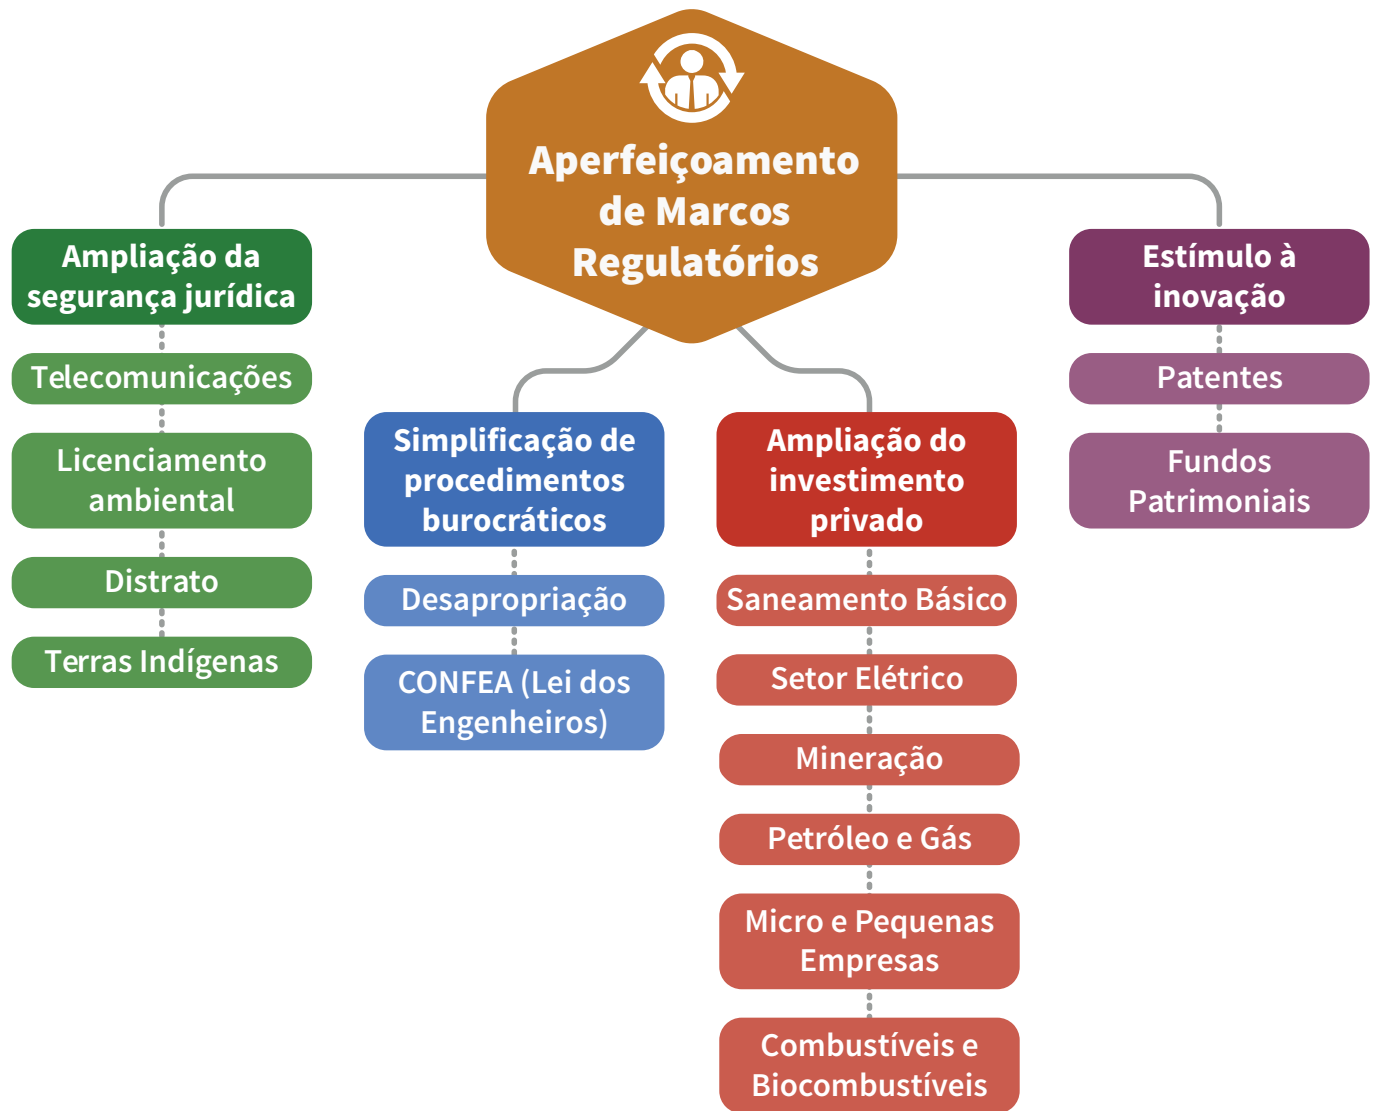 Aperfeiçoamento
de Marcos
Regulatórios
Ampliação da
segurança jurídica
Telecomunicações
Licenciamento
ambiental
Distrato
Terras Indígenas
Simplificação de
procedimentos
burocráticos
Desapropriação
CONFEA (Lei dos
Engenheiros)
Ampliação do
investimento
privado
Saneamento Básico
Setor Elétrico
Mineração
Petróleo e Gás
Micro e Pequenas
Empresas
Combustíveis e
Biocombustíveis
Estímulo à
inovação
Patentes
Fundos
Patrimoniais